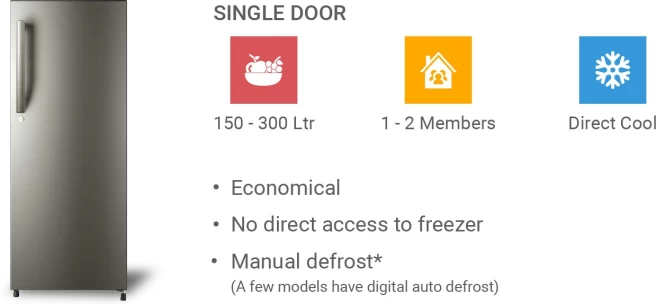 SINGLE DOOR
150 - 300 Ltr
1 - 2 Members
Direct Cool
• Economical
• No direct access to freezer
• Manual defrost*
(A few models have digital auto defrost)